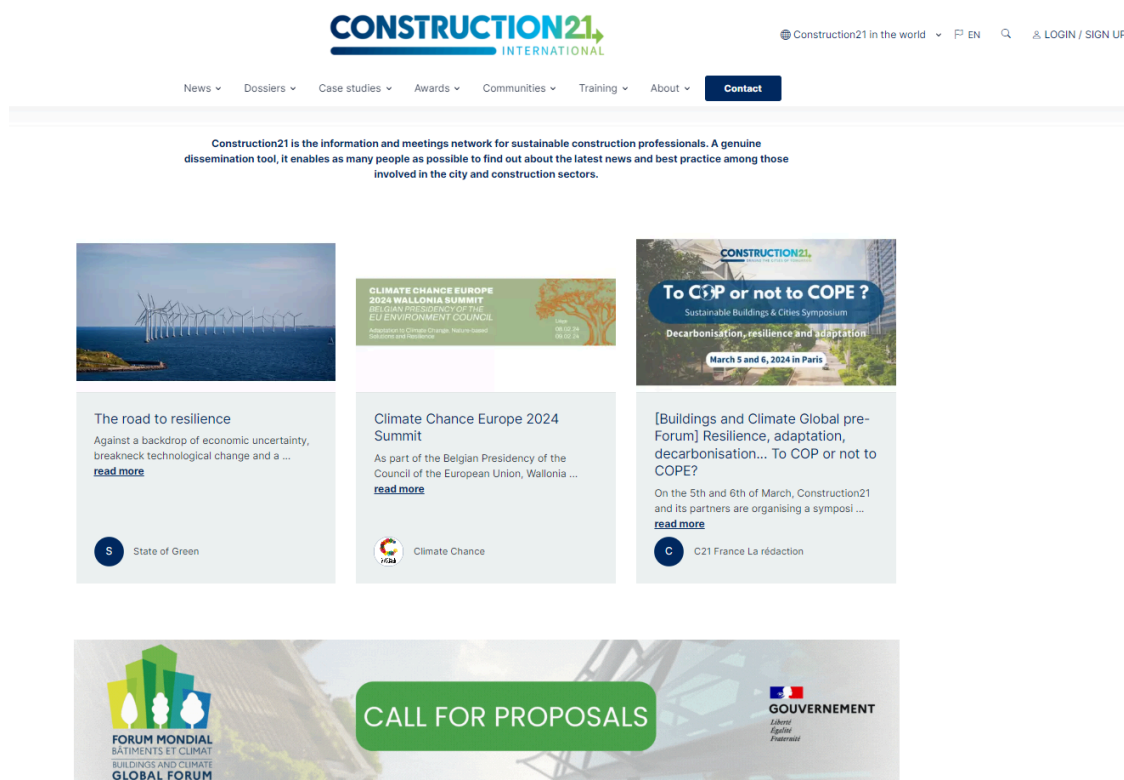 CONSTRUCTION21
INTERNATIONAL
Construction21 in the world
EN
LOGIN / SIGN UP
News
Dossiers
Case studies
Awards
Communities
Training
About
Contact
Construction21 is the information and meetings network for sustainable construction professionals. A genuine
dissemination tool, it enables as many people as possible to find out about the latest news and best practice among those
involved in the city and construction sectors.
CLIMATE CHANCE EUROPE
2024 WALLONIA SUMMIT
BELGIAN PRESIDENCY OF THE
EU ENVIRONMENT COUNCIL
Adaptation to Climate Change, Nature-based
Solutions and Resilience
Liège
08.02.24
09.02.24
CONSTRUCTION21
To COP or not to COPE ?
Sustainable Buildings & Cities Symposium
Decarbonisation, resilience and adaptation
March 5 and 6, 2024 in Paris
The road to resilience
Against a backdrop of economic uncertainty,
breakneck technological change and a ...
read more
S
State of Green
Climate Chance Europe 2024
Summit
As part of the Belgian Presidency of the
Council of the European Union, Wallonia ...
read more
Climate Chance
[Buildings and Climate Global pre-
Forum] Resilience, adaptation,
decarbonisation... To COP or not to
COPE?
On the 5th and 6th of March, Construction21
and its partners are organising a symposi ...
read more
C
C21 France La rédaction
FORUM MONDIAL
BÂTIMENTS ET CLIMAT
BUILDINGS AND CLIMATE
GLOBAL FORUM
CALL FOR PROPOSALS
GOUVERNEMENT
Liberté
Égalité
Fraternité